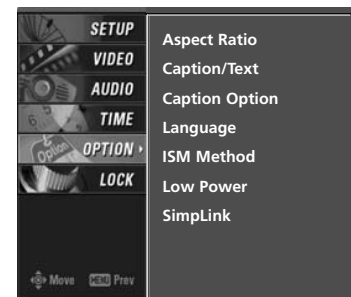 SETUP
VIDEO
AUDIO
TIME
OPTION
LOCK
Move MENU Prev
Aspect Ratio
Caption/Text
Caption Option
Language
ISM Method
Low Power
SimpLink